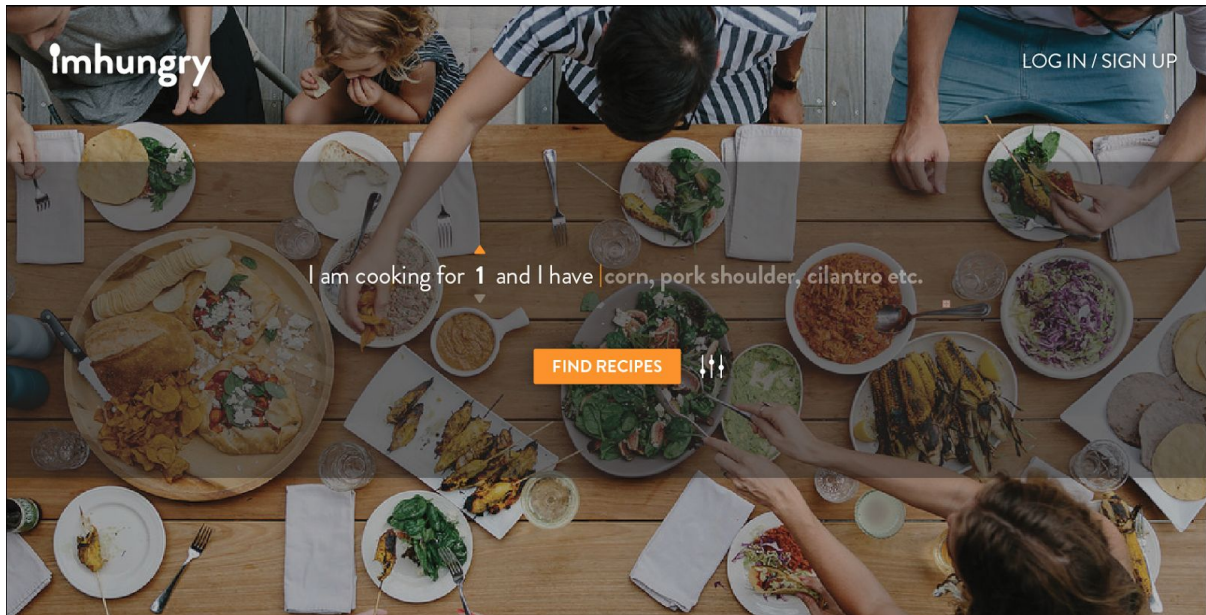 imhungry
LOG IN / SIGN UP
I am cooking for 1 and I have corn, pork shoulder, cilantro etc.
FIND RECIPES